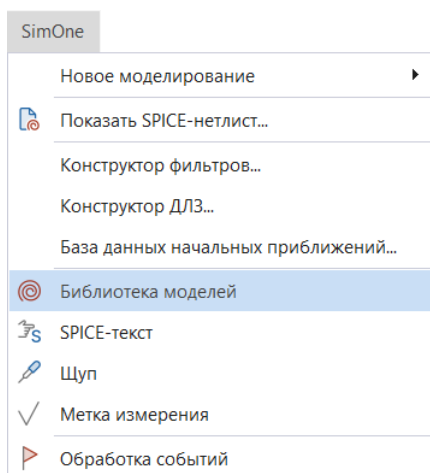 SimOne
Новое моделирование
Показать SPICE-нетлист...
Конструктор фильтров...
Конструктор ДЛЗ...
База данных начальных приближений...
Библиотека моделей
SPICE-текст
Щуп
Метка измерения
Обработка событий